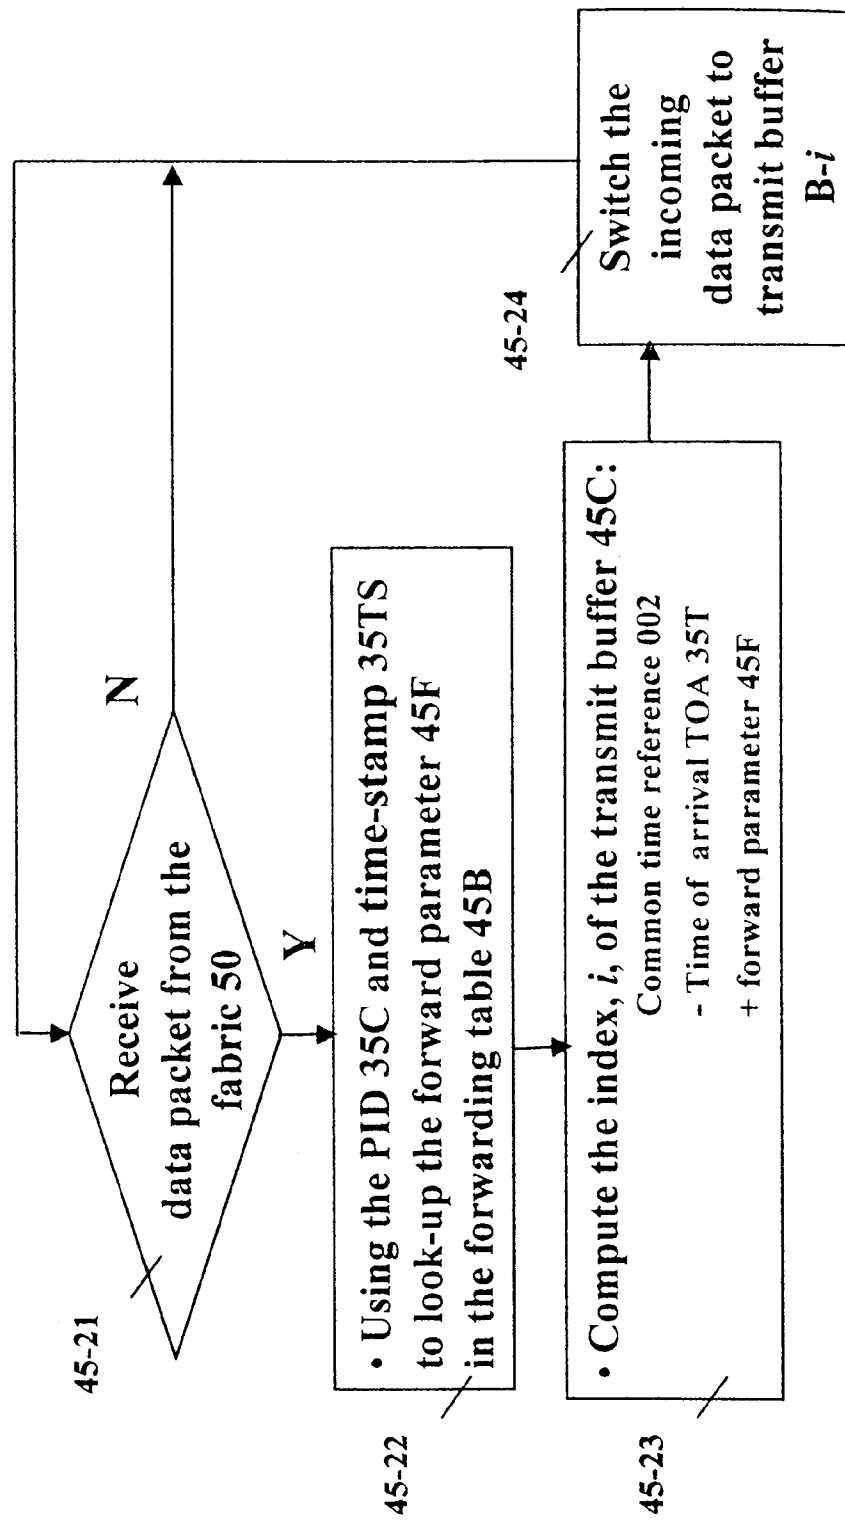 45-21
Receive
data packet from the
fabric 50
N
Y
45-22
• Using the PID 35C and time-stamp 35TS
to look-up the forward parameter 45F
in the forwarding table 45B
45-23
• Compute the index, i, of the transmit buffer 45C:
Common time reference 002
- Time of arrival TOA 35T
+ forward parameter 45F
45-24
Switch the
incoming
data packet to
transmit buffer
B-i